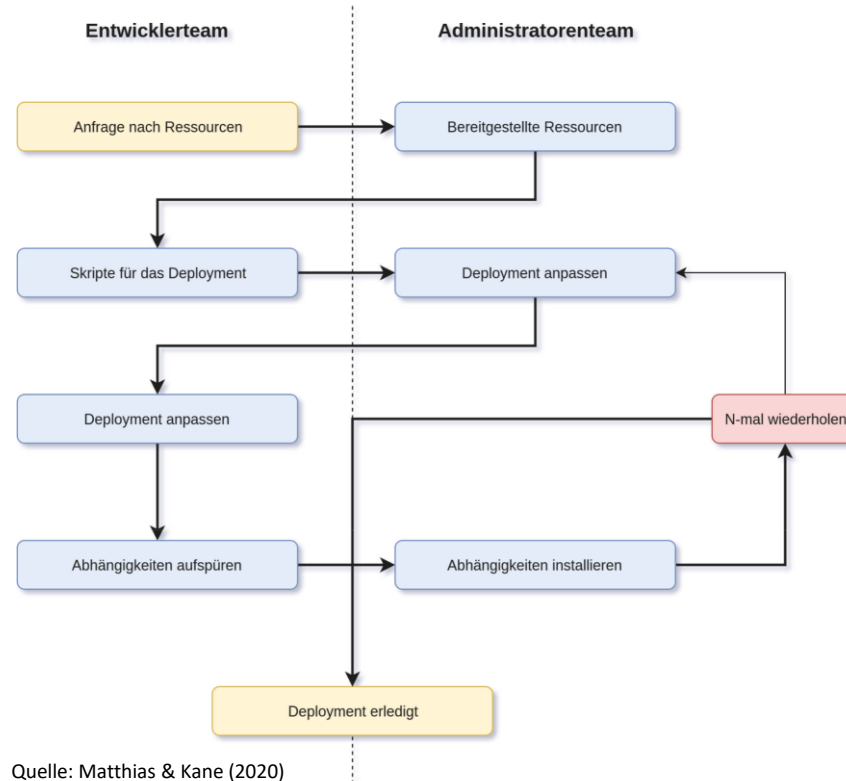 Entwicklerteam
Administratorenteam
Anfrage nach Ressourcen
Bereitgestellte Ressourcen
Skripte für das Deployment
Deployment anpassen
Deployment anpassen
N-mal wiederholen
Abhängigkeiten aufspüren
Abhängigkeiten installieren
Deployment erledigt
Quelle: Matthias & Kane (2020)